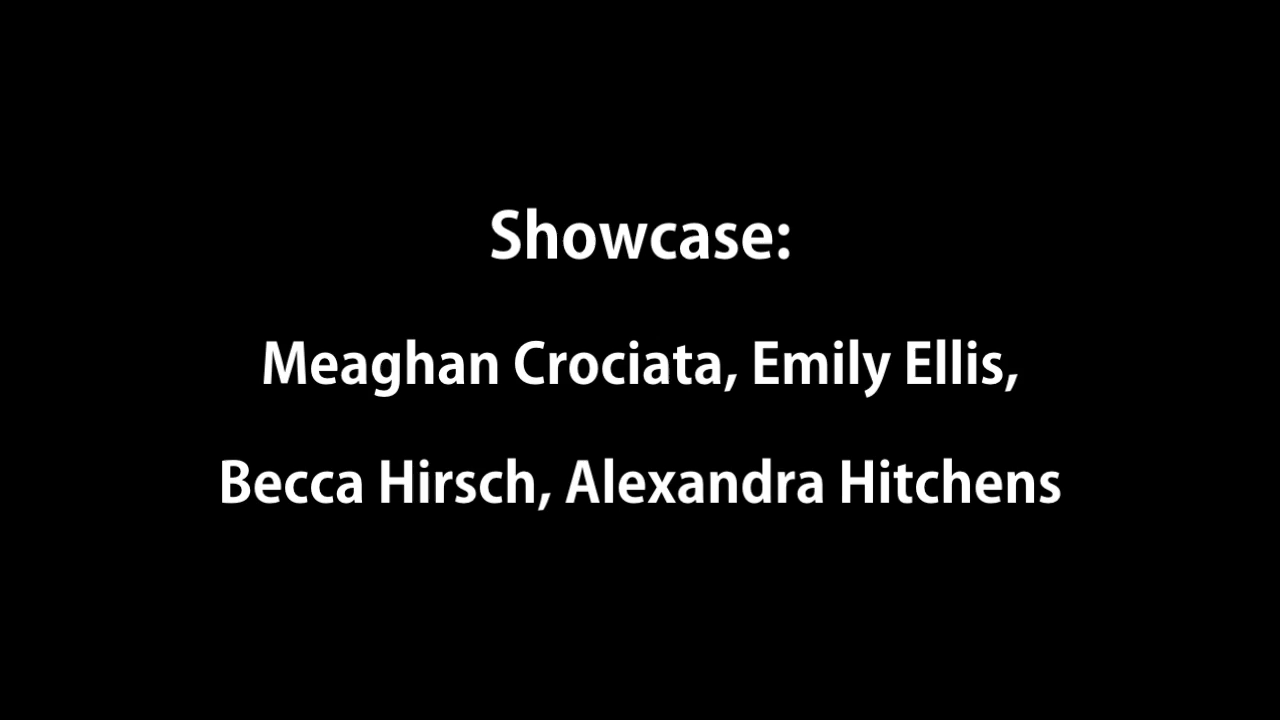 Showcase:
Meaghan Crociata, Emily Ellis,
Becca Hirsch, Alexandra Hitchens